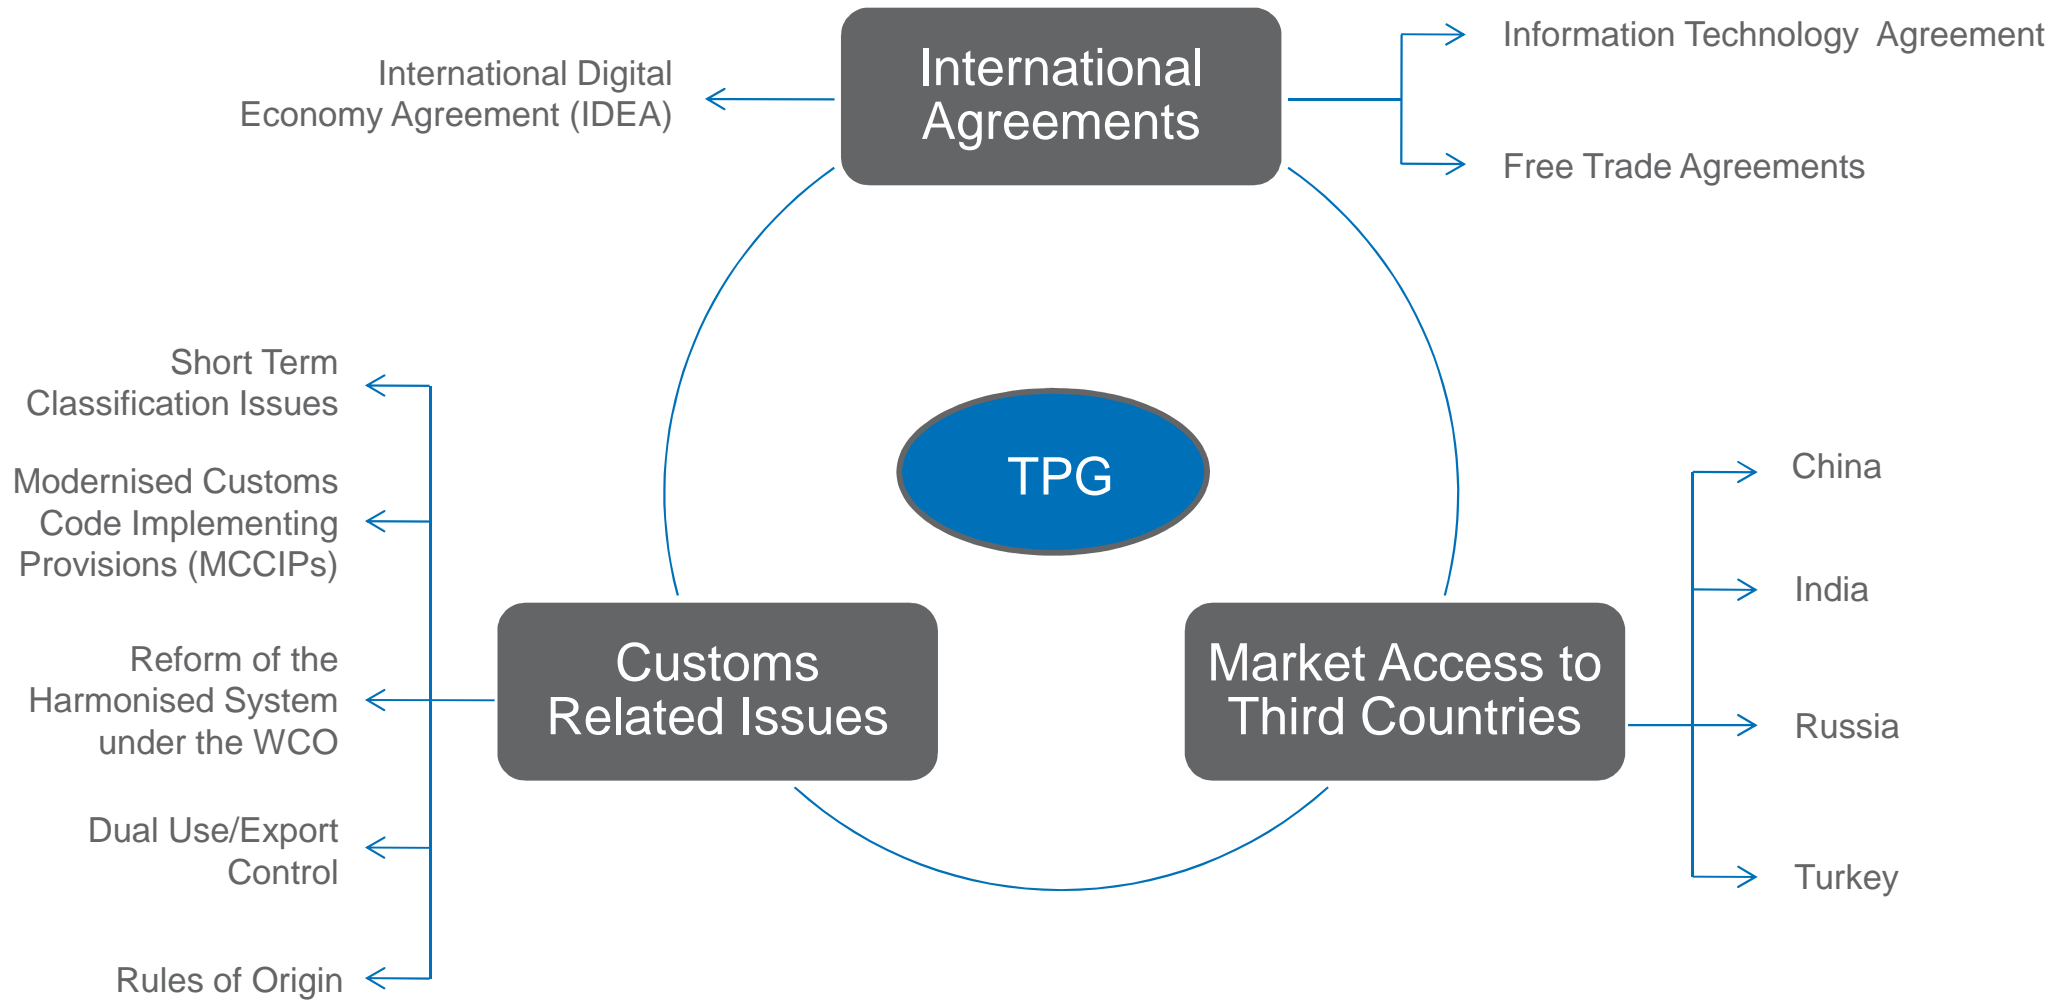 International Digital
Economy Agreement (IDEA)
International
Agreements
Information Technology Agreement
Free Trade Agreements
Short Term
Classification Issues
Modernised Customs
Code Implementing
Provisions (MCCIPs)
Reform of the
Harmonised System
under the WCO
Dual Use/Export
Control
Rules of Origin
TPG
Customs
Related Issues
Market Access to
Third Countries
China
India
Russia
Turkey